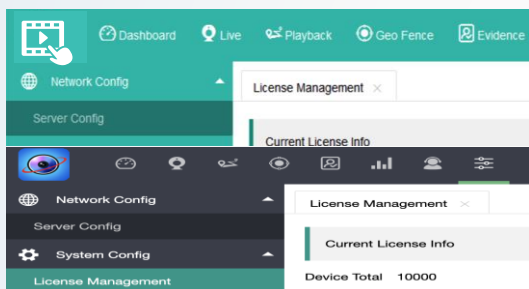 Dashboard Live Playback Geo Fence Evidence
Network Config
License Management ×
Server Config
Current License Info
Network Config
License Management ×
Server Config
Current License Info
System Config
Device Total 10000
License Management